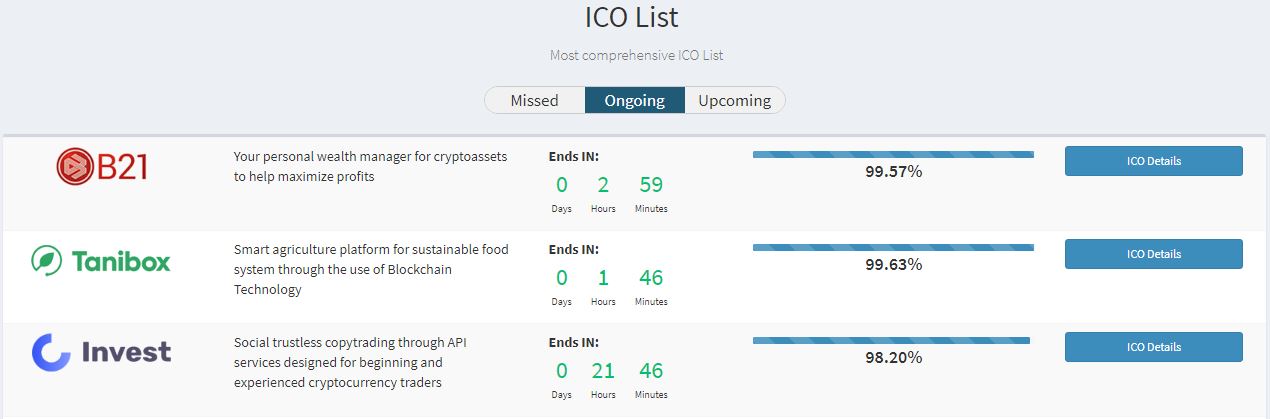 ICO List
Most comprehensive ICO List
Missed Ongoing Upcoming
B21
Your personal wealth manager for cryptoassets
to help maximize profits
Ends IN:
0 2 59
Days Hours Minutes
99.57%
ICO Details
Tanibox
Smart agriculture platform for sustainable food
system through the use of Blockchain
Technology
Ends IN:
0 1 46
Days Hours Minutes
99.63%
ICO Details
Invest
Social trustless copytrading through API
services designed for beginning and
experienced cryptocurrency traders
Ends IN:
0 21 46
Days Hours Minutes
98.20%
ICO Details